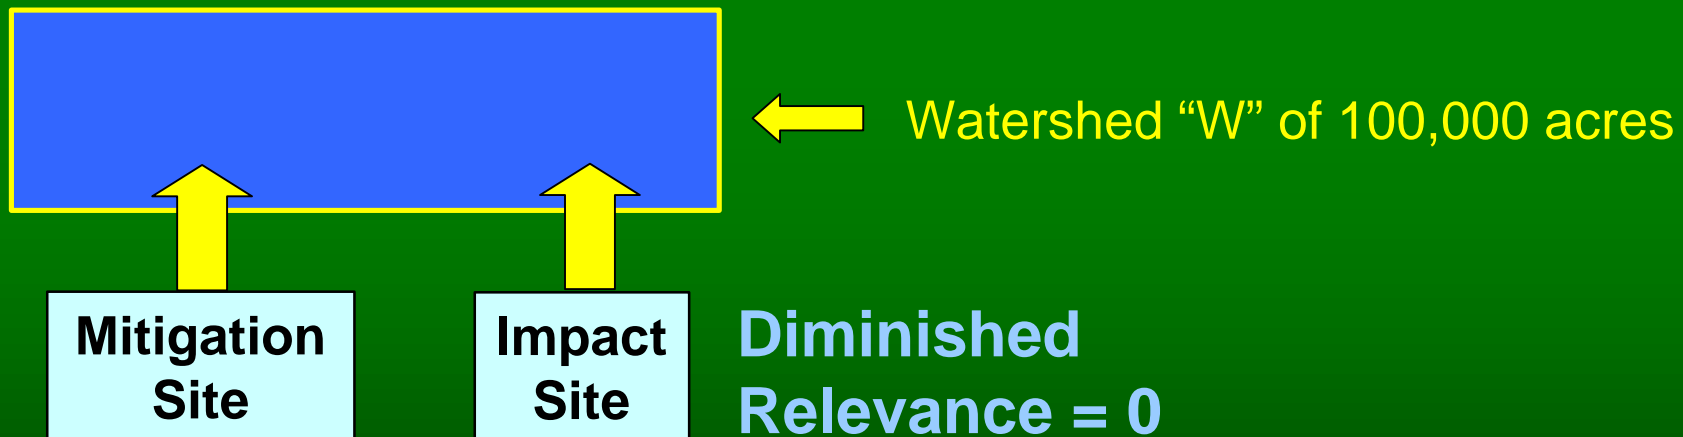 Watershed “W” of 100,000 acres
Mitigation
Site
Impact
Site
Diminished
Relevance = 0